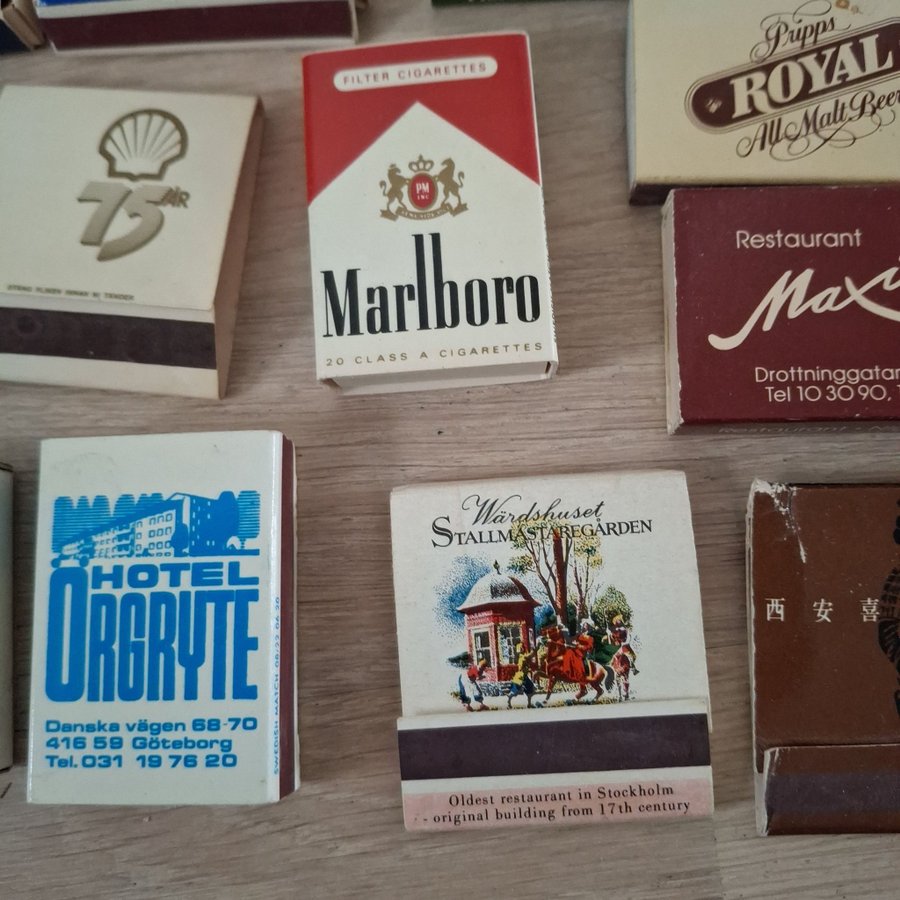 FILTER CIGARETTES
PM
INC
Marlboro
20 CLASS A CIGARETTES
75 ÅR
Pripps
ROYAL
All Malt Beer
Restaurant
Tel 10 30 90,
HOTEL
ÖRGRYTE
Danska vägen 68-70
416 59 Göteborg
Tel. 031 19 76 20
SWEDISH MATCH
Wärdshuset
STALLMÄSTAREGÅRDEN
Oldest restaurant in Stockholm
- original building from 17th century
西安喜